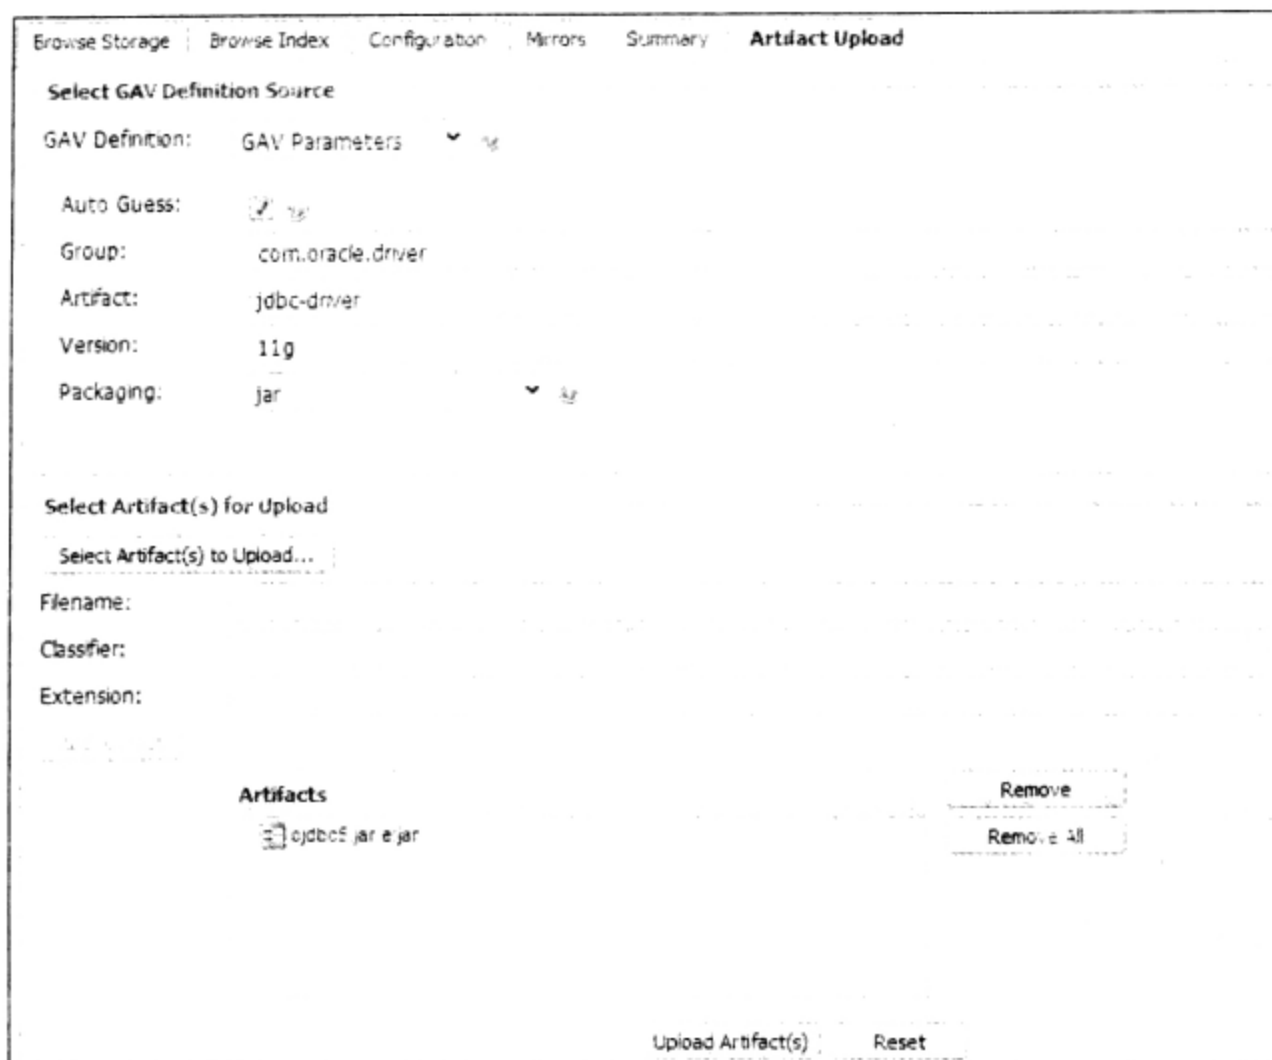 Browse Storage Browse Index Configuration Mirrors Summary Artifact Upload
Select GAV Definition Source
GAV Definition: GAV Parameters
Auto Guess:
Group: com.oracle.driver
Artifact: jdbc-driver
Version: 11g
Packaging: jar
Select Artifact(s) for Upload
Select Artifact(s) to Upload...
Filename:
Classifier:
Extension:
Artifacts Remove
jar e:jar Remove All
Upload Artifact(s) Reset